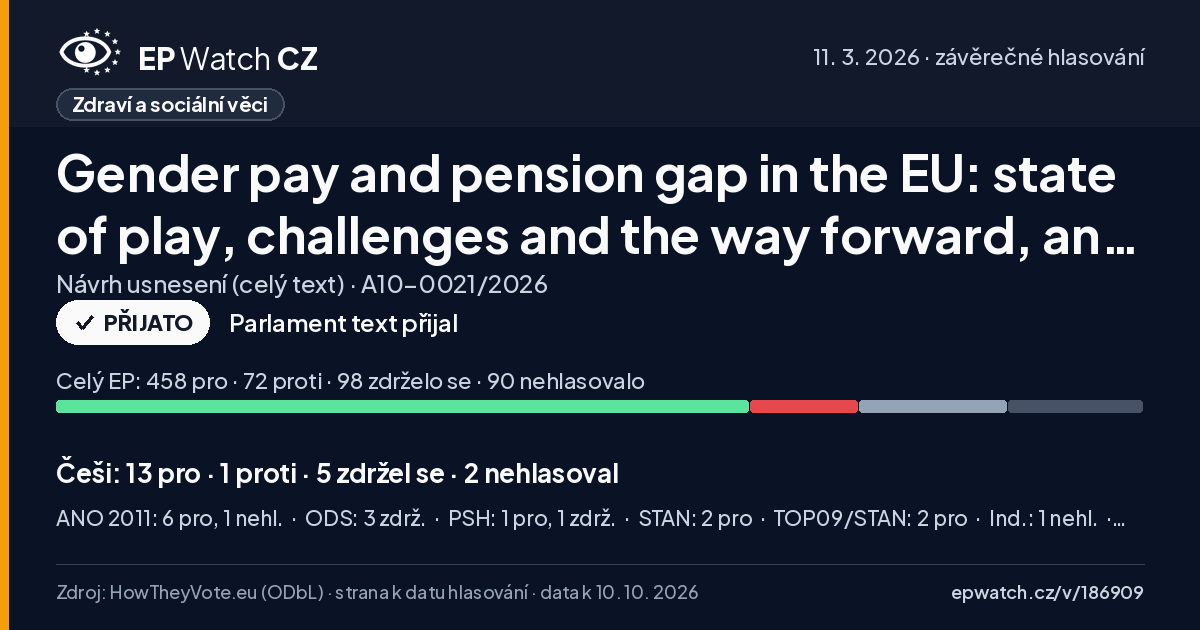 EP Watch CZ
11. 3. 2026 · závěrečné hlasování
Zdraví a sociální věci
Gender pay and pension gap in the EU: state
of play, challenges and the way forward, an…
Návrh usnesení (celý text) · A10–0021/2026
✓ PŘIJATO Parlament text přijal
Celý EP: 458 pro · 72 proti · 98 zdrželo se · 90 nehlasovalo
Češi: 13 pro · 1 proti · 5 zdržel se · 2 nehlasoval
ANO 2011: 6 pro, 1 nehl. · ODS: 3 zdrž. · PSH: 1 pro, 1 zdrž. · STAN: 2 pro · TOP09/STAN: 2 pro · Ind.: 1 nehl. ·…
Zdroj: HowTheyVote.eu (ODbL) · strana k datu hlasování · data k 10. 10. 2026
epwatch.cz/v/186909